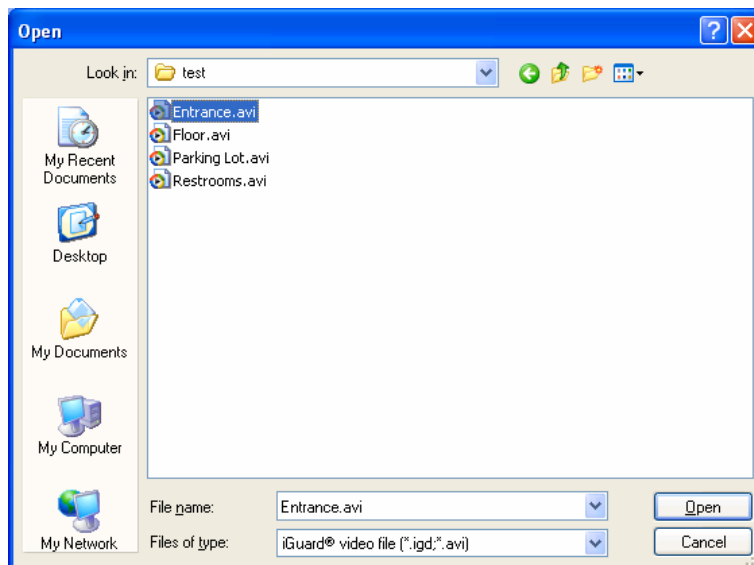 Open
Look in: test
Entrance.avi
Floor.avi
Parking Lot.avi
Restrooms.avi
My Recent
Documents
Desktop
My Documents
My Computer
My Network
File name: Entrance.avi Open
Files of type: iGuard® video file (*.igd;*.avi) Cancel